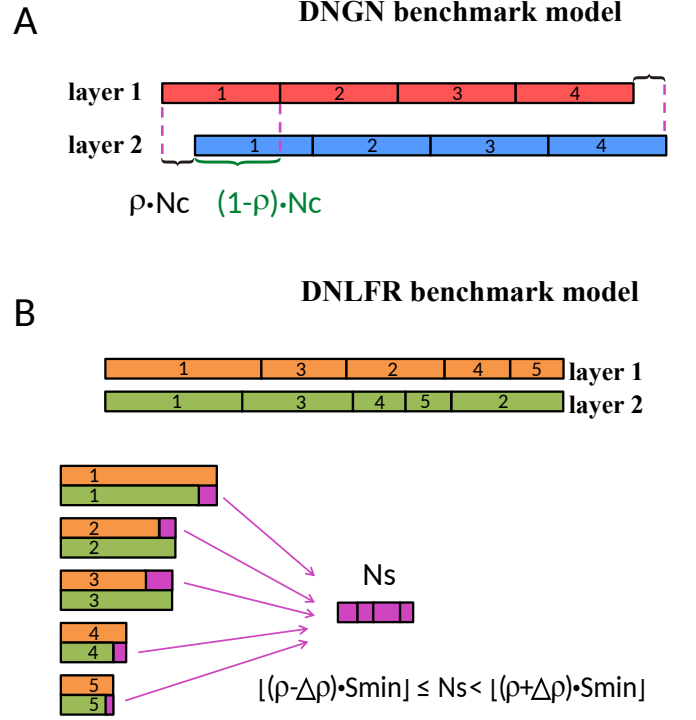 A
DNGN benchmark model
layer 1
1 2 3 4
layer 2
1 2 3 4
ρ•Nc (1-ρ)•Nc
DNLFR benchmark model
B
1 3 2 4 5 layer 1
1 3 4 5 2 layer 2
1
1
2
2
3
3
4
4
5
5
Ns
⌊(ρ-△ρ)•Smin⌋ ≤ Ns< ⌊(ρ+△ρ)•Smin⌋